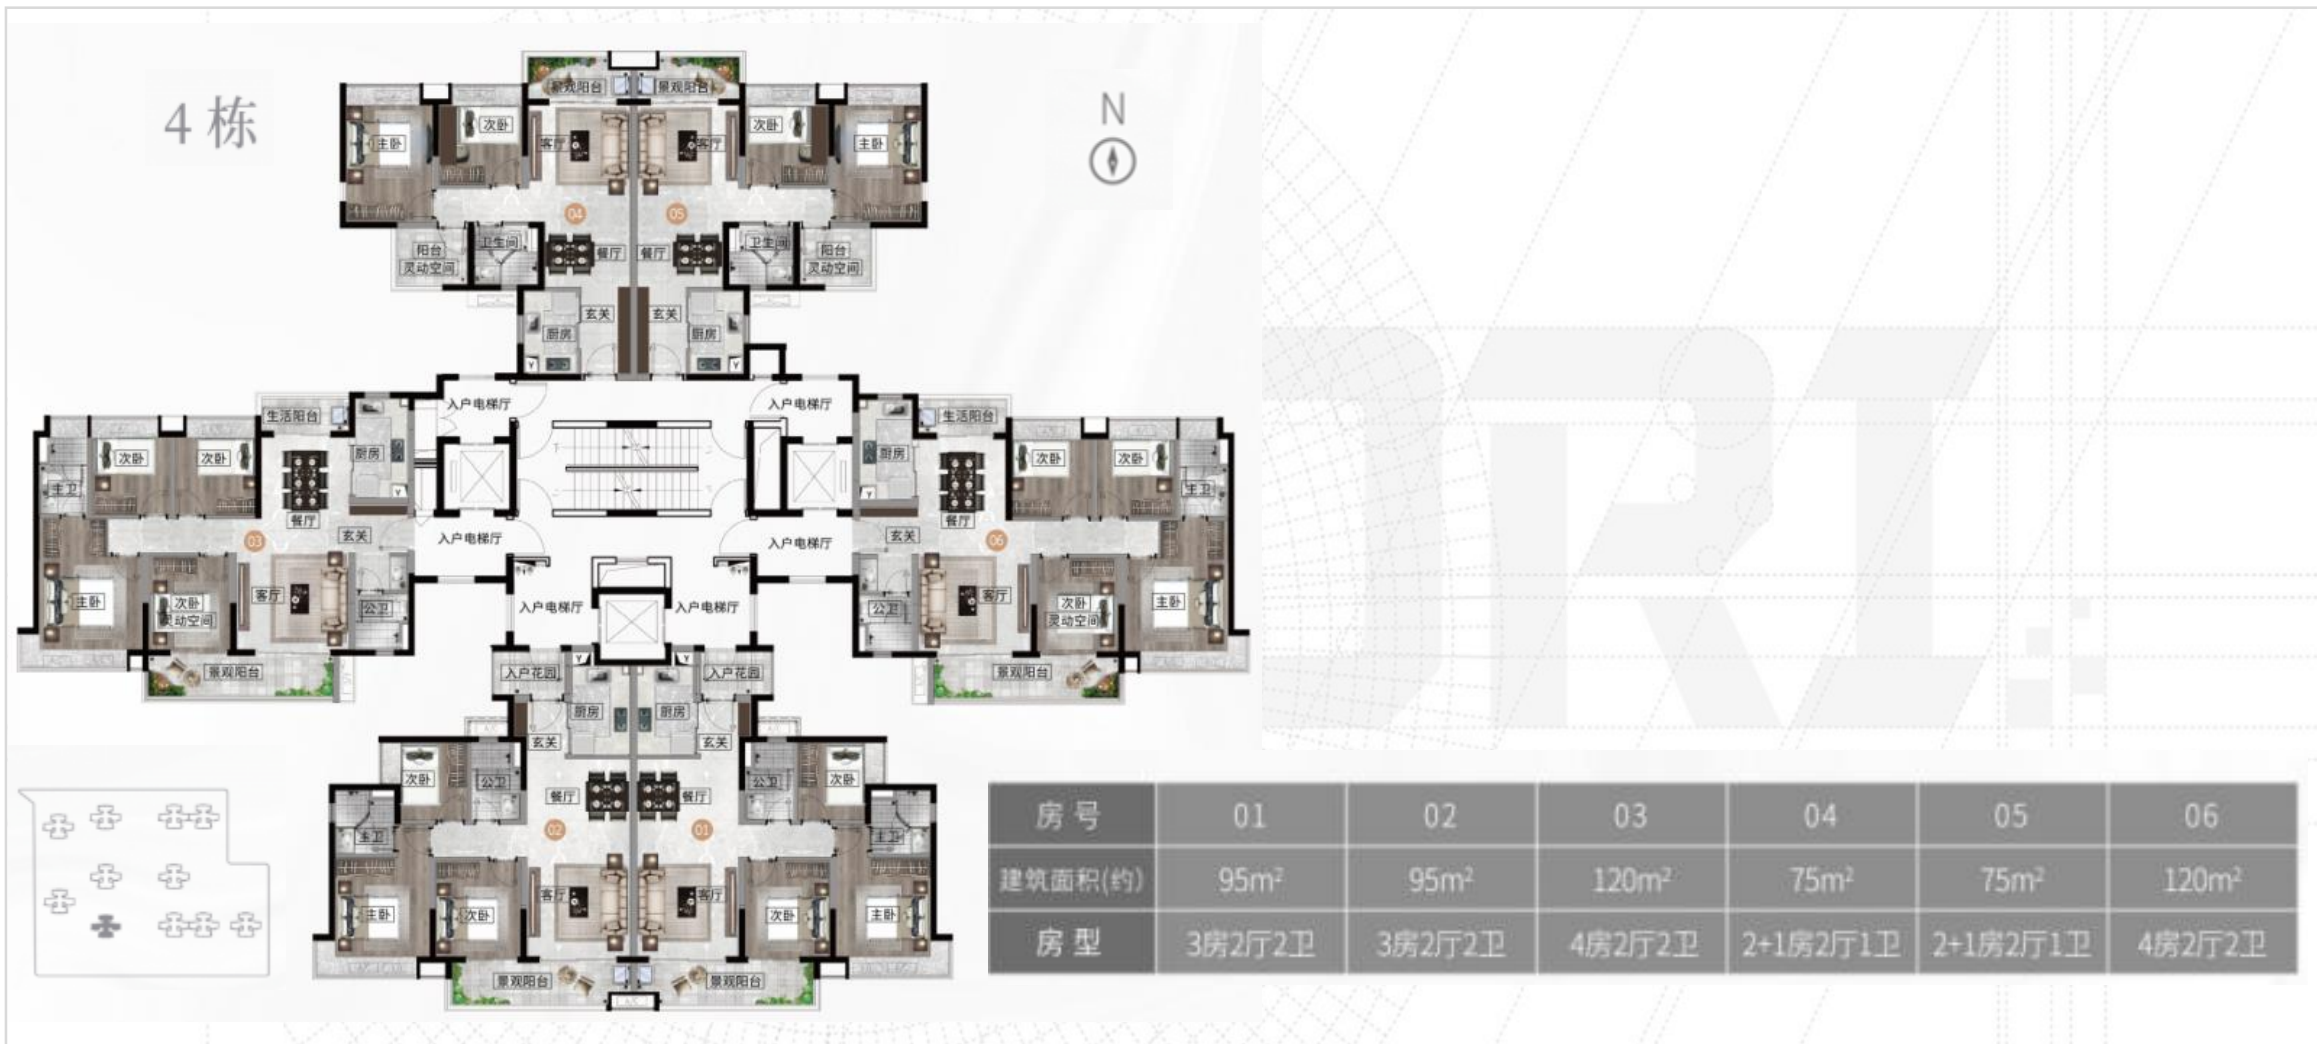 4 栋
N
景观阳台 景观阳台
次卧 次卧
主卧 客厅 客厅 主卧
04 05
卫生间 卫生间
阳台 灵动空间 餐厅 餐厅 阳台 灵动空间
玄关 玄关
厨房 厨房
入户电梯厅 入户电梯厅
生活阳台 生活阳台
厨房 厨房
次卧 次卧 次卧 次卧
主卫 主卫
餐厅 餐厅
03 玄关 入户电梯厅 入户电梯厅 玄关 06
客厅 客厅
主卧 次卧 灵动空间 公卫 入户电梯厅 入户电梯厅 公卫 次卧 灵动空间 主卧
景观阳台 入户花园 入户花园 景观阳台
厨房 厨房
玄关 玄关
次卧 公卫 公卫 次卧
餐厅 餐厅
主卫 02 01 主卫
客厅 客厅
主卧 次卧 次卧 主卧
景观阳台 景观阳台
房号 01 02 03 04 05 06
建筑面积(约) 95m² 95m² 120m² 75m² 75m² 120m²
房型 3房2厅2卫 3房2厅2卫 4房2厅2卫 2+1房2厅1卫 2+1房2厅1卫 4房2厅2卫